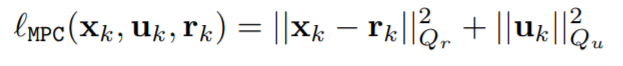 ℓ_MPC(x_k, u_k, r_k) = ||x_k − r_k||²_{Q_r} + ||u_k||²_{Q_u}